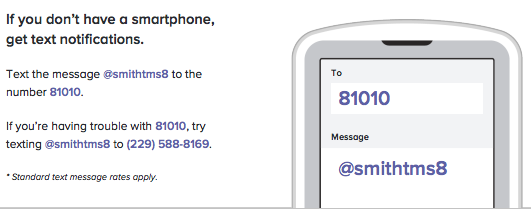 If you don't have a smartphone,
get text notifications.
Text the message @smithtms8 to the
number 81010.
If you're having trouble with 81010, try
texting @smithtms8 to (229) 588-8169.
* Standard text message rates apply.
To
81010
Message
@smithtms8